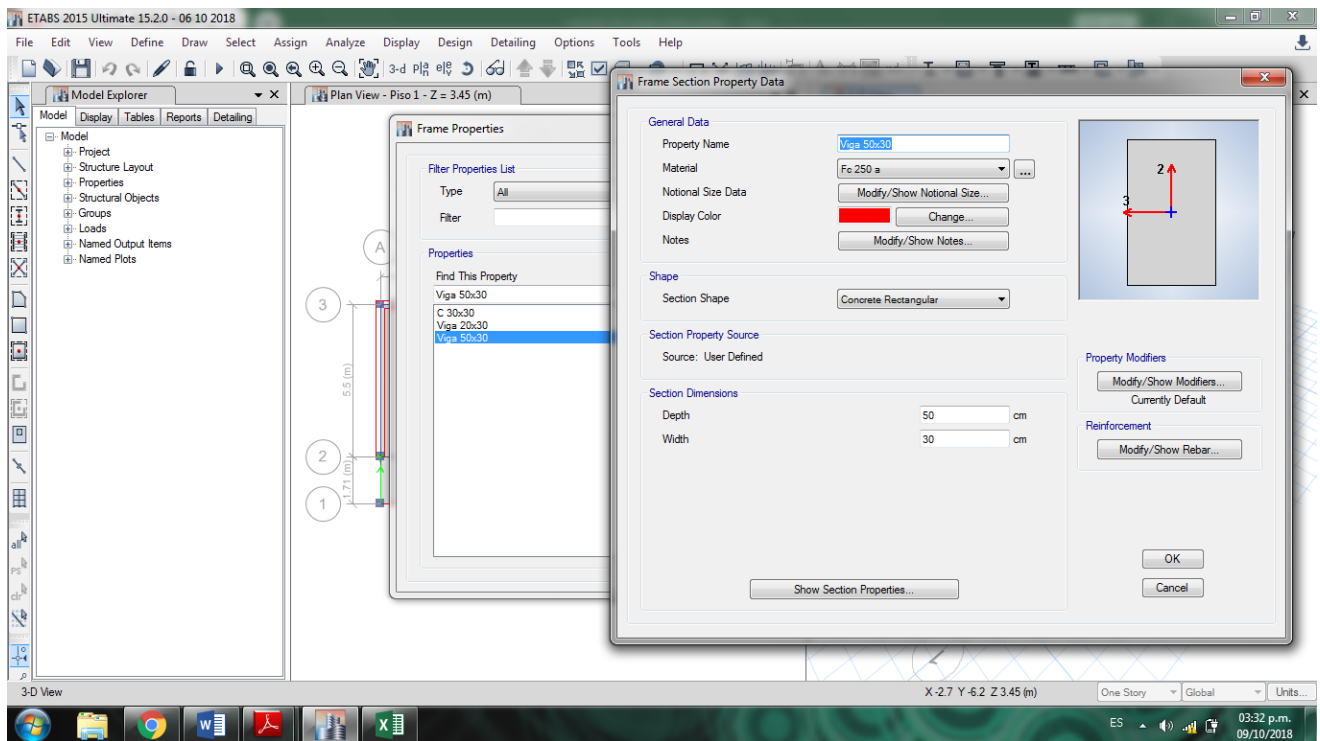 ETABS 2015 Ultimate 15.2.0 - 06 10 2018
File Edit View Define Draw Select Assign Analyze Display Design Detailing Options Tools Help
3-d
Model Explorer
Plan View - Piso 1 - Z = 3.45 (m)
Model Display Tables Reports Detailing
Model
Project
Structure Layout
Properties
Structural Objects
Groups
Loads
Named Output Items
Named Plots
all
ps
clr
A
3
5.5 (m)
2
1.71 (m)
1
Frame Properties
Filter Properties List
Type All
Filter
Properties
Find This Property
Viga 50x30
C 30x30
Viga 20x30
Viga 50x30
Frame Section Property Data
General Data
Property Name Viga 50x30
Material Fc 250 a ...
Notional Size Data Modify/Show Notional Size...
Display Color Change...
Notes Modify/Show Notes...
Shape
Section Shape Concrete Rectangular
Section Property Source
Source: User Defined
Section Dimensions
Depth 50 cm
Width 30 cm
Show Section Properties...
2
3
Property Modifiers
Modify/Show Modifiers...
Currently Default
Reinforcement
Modify/Show Rebar...
OK
Cancel
3-D View X -2.7 Y -6.2 Z 3.45 (m) One Story Global Units...
ES 03:32 p.m.
09/10/2018